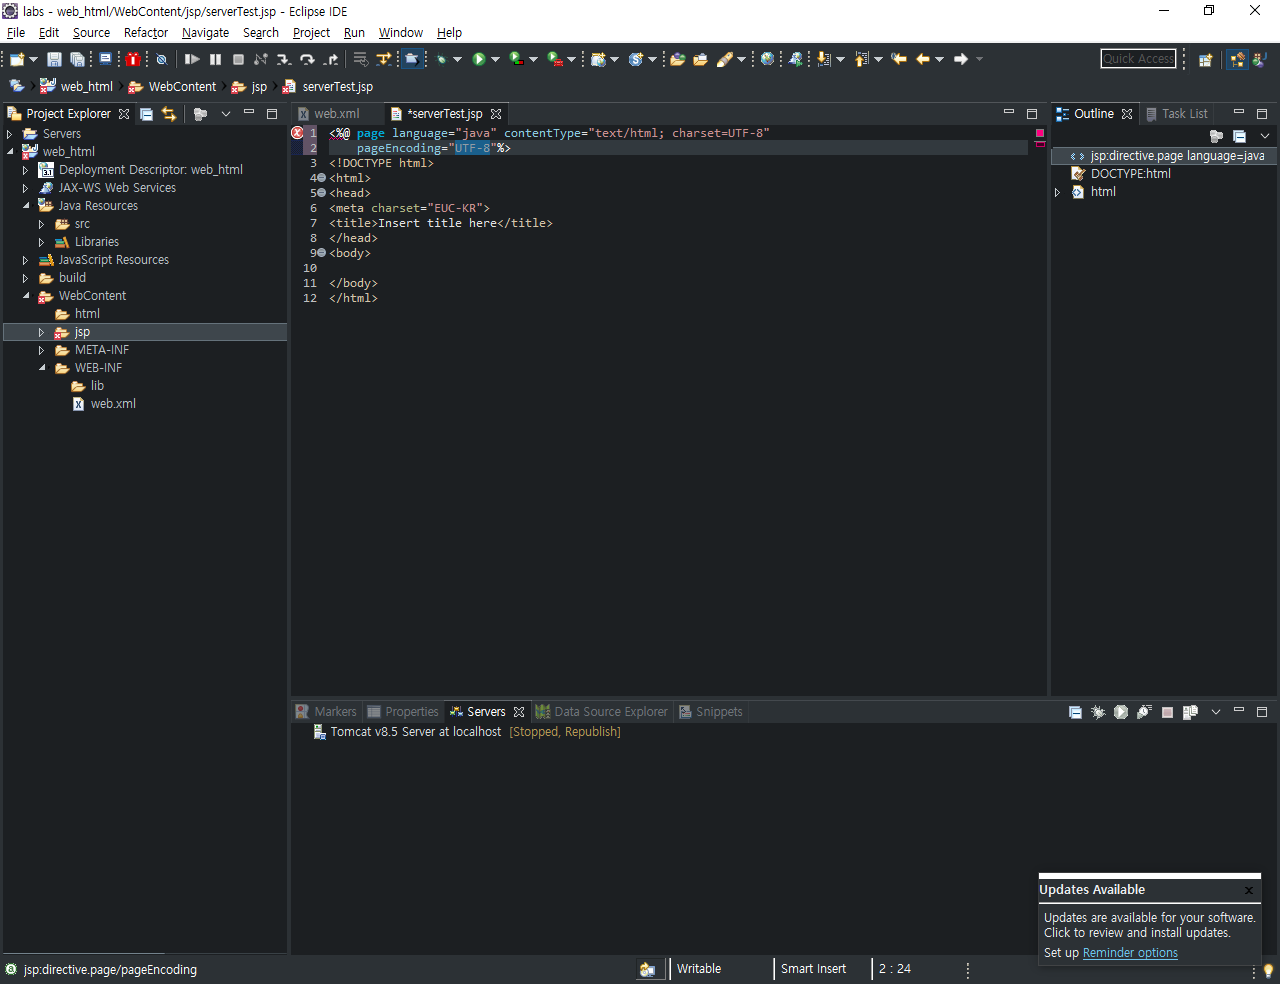 labs - web_html/WebContent/jsp/serverTest.jsp - Eclipse IDE
File Edit Source Refactor Navigate Search Project Run Window Help
Quick Access
web_html WebContent jsp serverTest.jsp
Project Explorer
Servers
web_html
Deployment Descriptor: web_html
JAX-WS Web Services
Java Resources
src
Libraries
JavaScript Resources
build
WebContent
html
jsp
META-INF
WEB-INF
lib
web.xml
web.xml *serverTest.jsp
1 <%@ page language="java" contentType="text/html; charset=UTF-8"
2 pageEncoding="UTF-8"%>
3 <!DOCTYPE html>
4 <html>
5 <head>
6 <meta charset="EUC-KR">
7 <title>Insert title here</title>
8 </head>
9 <body>
10
11 </body>
12 </html>
Outline Task List
jsp:directive.page language=java
DOCTYPE:html
html
Markers Properties Servers Data Source Explorer Snippets
Tomcat v8.5 Server at localhost [Stopped, Republish]
Updates Available
Updates are available for your software.
Click to review and install updates.
Set up Reminder options
jsp:directive.page/pageEncoding Writable Smart Insert 2 : 24